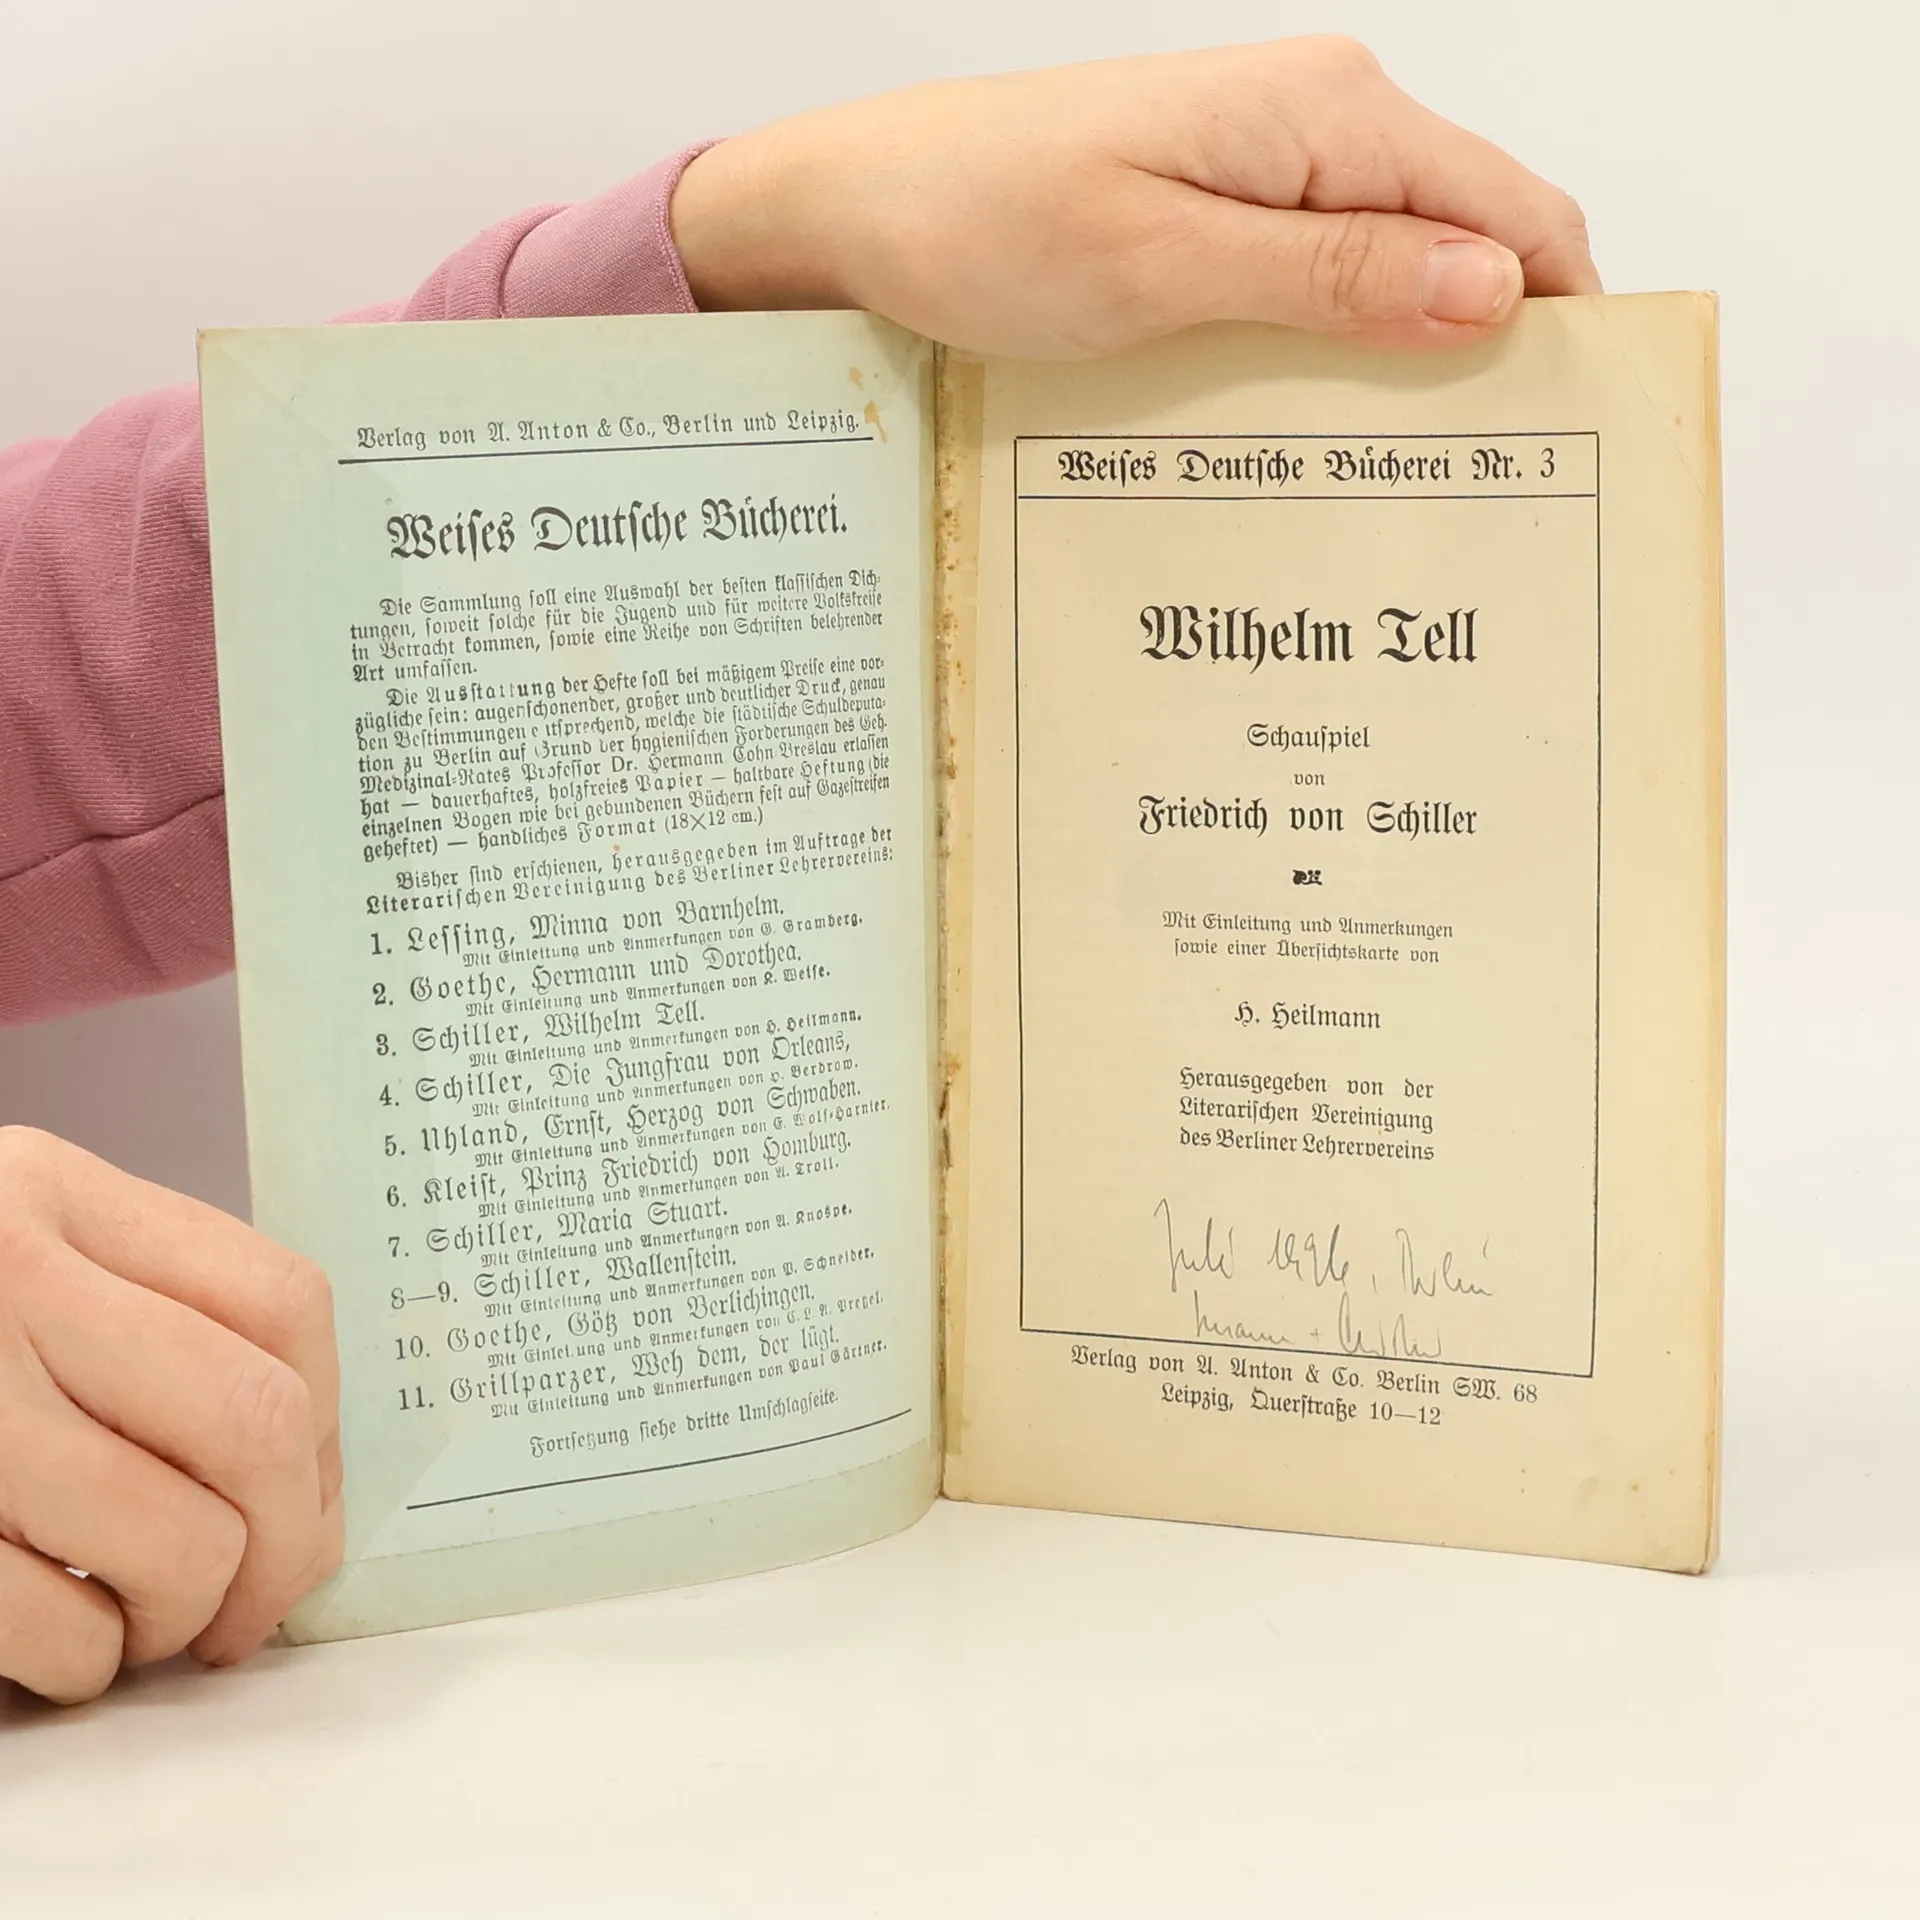 Verlag von A. Anton & Co., Berlin und Leipzig.
Weiſes Deutſche Bücherei.
Die Sammlung ſoll eine Auswahl der beſten klaſſiſchen Dich-
tungen, ſoweit ſolche für die Jugend und für weitere Volkskreiſe
in Betracht kommen, ſowie eine Reihe von Schriften belehrender
Art umfaſſen.
Die Ausſtattung der Hefte ſoll bei mäßigem Preiſe eine vor-
zügliche ſein: augenſchonender, großer und deutlicher Druck, genau
den Beſtimmungen e tſprechend, welche die ſtädtiſche Schuldeputa-
tion zu Berlin auf Grund der hygieniſchen Forderungen des Geh.
Medizinal-Rates Profeſſor Dr. Hermann Cohn-Breslau erlaſſen
hat — dauerhaftes, holzfreies Papier — haltbare Heftung (die
einzelnen Bogen wie bei gebundenen Büchern feſt auf Gazeſtreifen
geheftet) — handliches Format (18×12 cm.)
Bisher ſind erſchienen, herausgegeben im Auftrage der
Literariſchen Vereinigung des Berliner Lehrervereins:
1. Leſſing, Minna von Barnhelm.
Mit Einleitung und Anmerkungen von G. Gramberg.
2. Goethe, Hermann und Dorothea.
Mit Einleitung und Anmerkungen von K. Weiſe.
3. Schiller, Wilhelm Tell.
Mit Einleitung und Anmerkungen von H. Heilmann.
4. Schiller, Die Jungfrau von Orleans,
Mit Einleitung und Anmerkungen von H. Berdrow.
5. Uhland, Ernſt, Herzog von Schwaben.
Mit Einleitung und Anmerkungen von E. Wolf-Harnier.
6. Kleiſt, Prinz Friedrich von Homburg.
Mit Einleitung und Anmerkungen von A. Troll.
7. Schiller, Maria Stuart.
Mit Einleitung und Anmerkungen von A. Knoſpe.
8—9. Schiller, Wallenſtein.
Mit Einleitung und Anmerkungen von P. Schneider.
10. Goethe, Götz von Berlichingen.
Mit Einlei ung und Anmerkungen von C. L. A. Pretzel.
11. Grillparzer, Weh dem, der lügt.
Mit Einleitung und Anmerkungen von Paul Gärtner.
Fortſetzung ſiehe dritte Umſchlagſeite.
Weiſes Deutſche Bücherei Nr. 3
Wilhelm Tell
Schauſpiel
von
Friedrich von Schiller
Mit Einleitung und Anmerkungen
ſowie einer Überſichtskarte von
H. Heilmann
Herausgegeben von der
Literariſchen Vereinigung
des Berliner Lehrervereins
Juli
Verlag von A. Anton & Co. Berlin SW. 68
Leipzig, Querſtraße 10—12